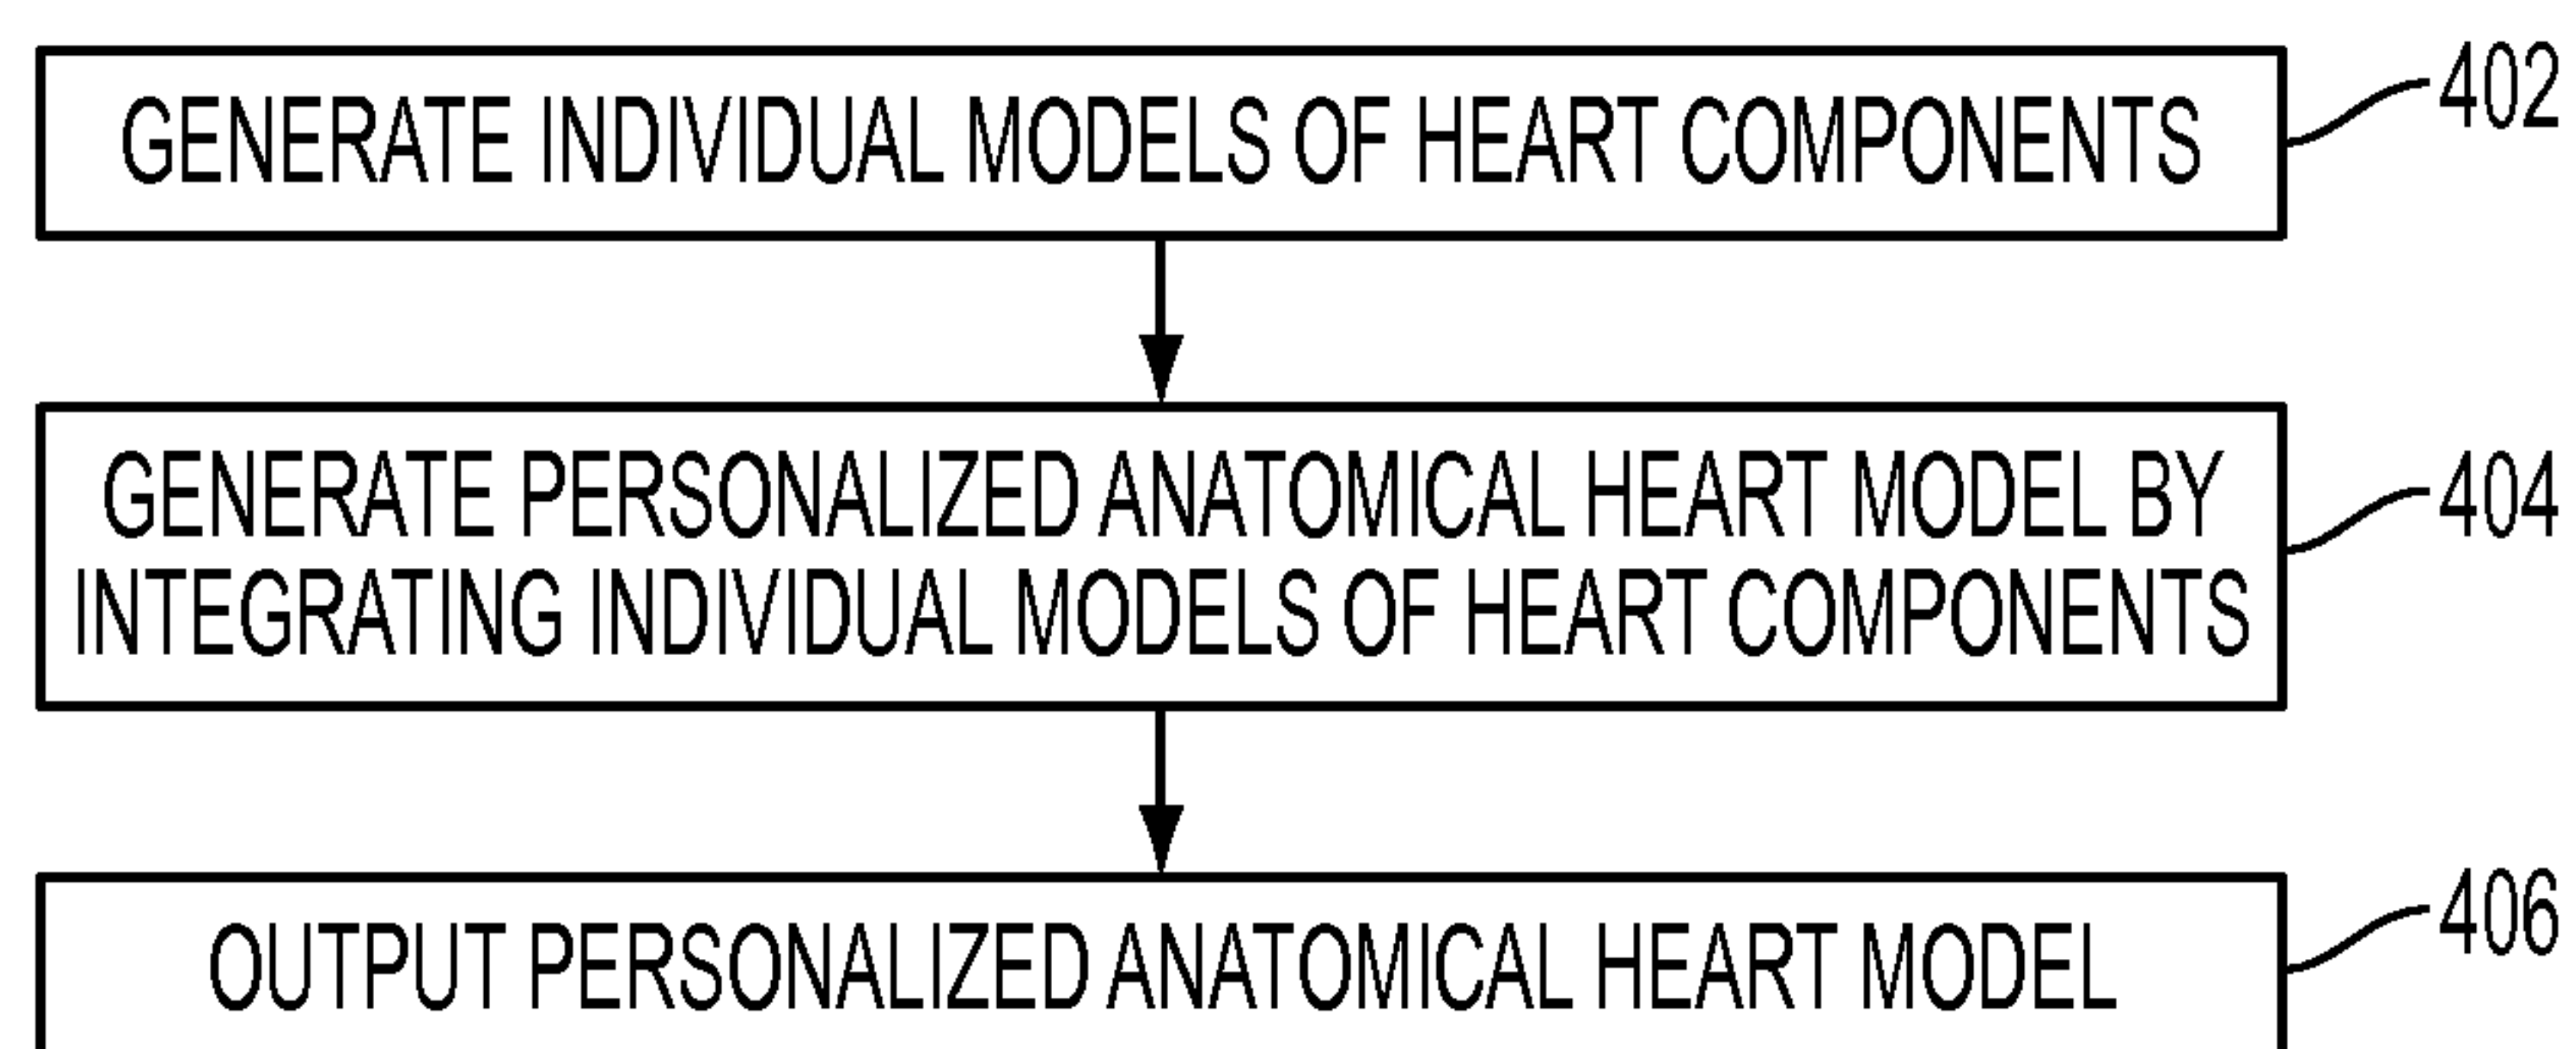 GENERATE INDIVIDUAL MODELS OF HEART COMPONENTS
402
GENERATE PERSONALIZED ANATOMICAL HEART MODEL BY
INTEGRATING INDIVIDUAL MODELS OF HEART COMPONENTS
404
OUTPUT PERSONALIZED ANATOMICAL HEART MODEL
406